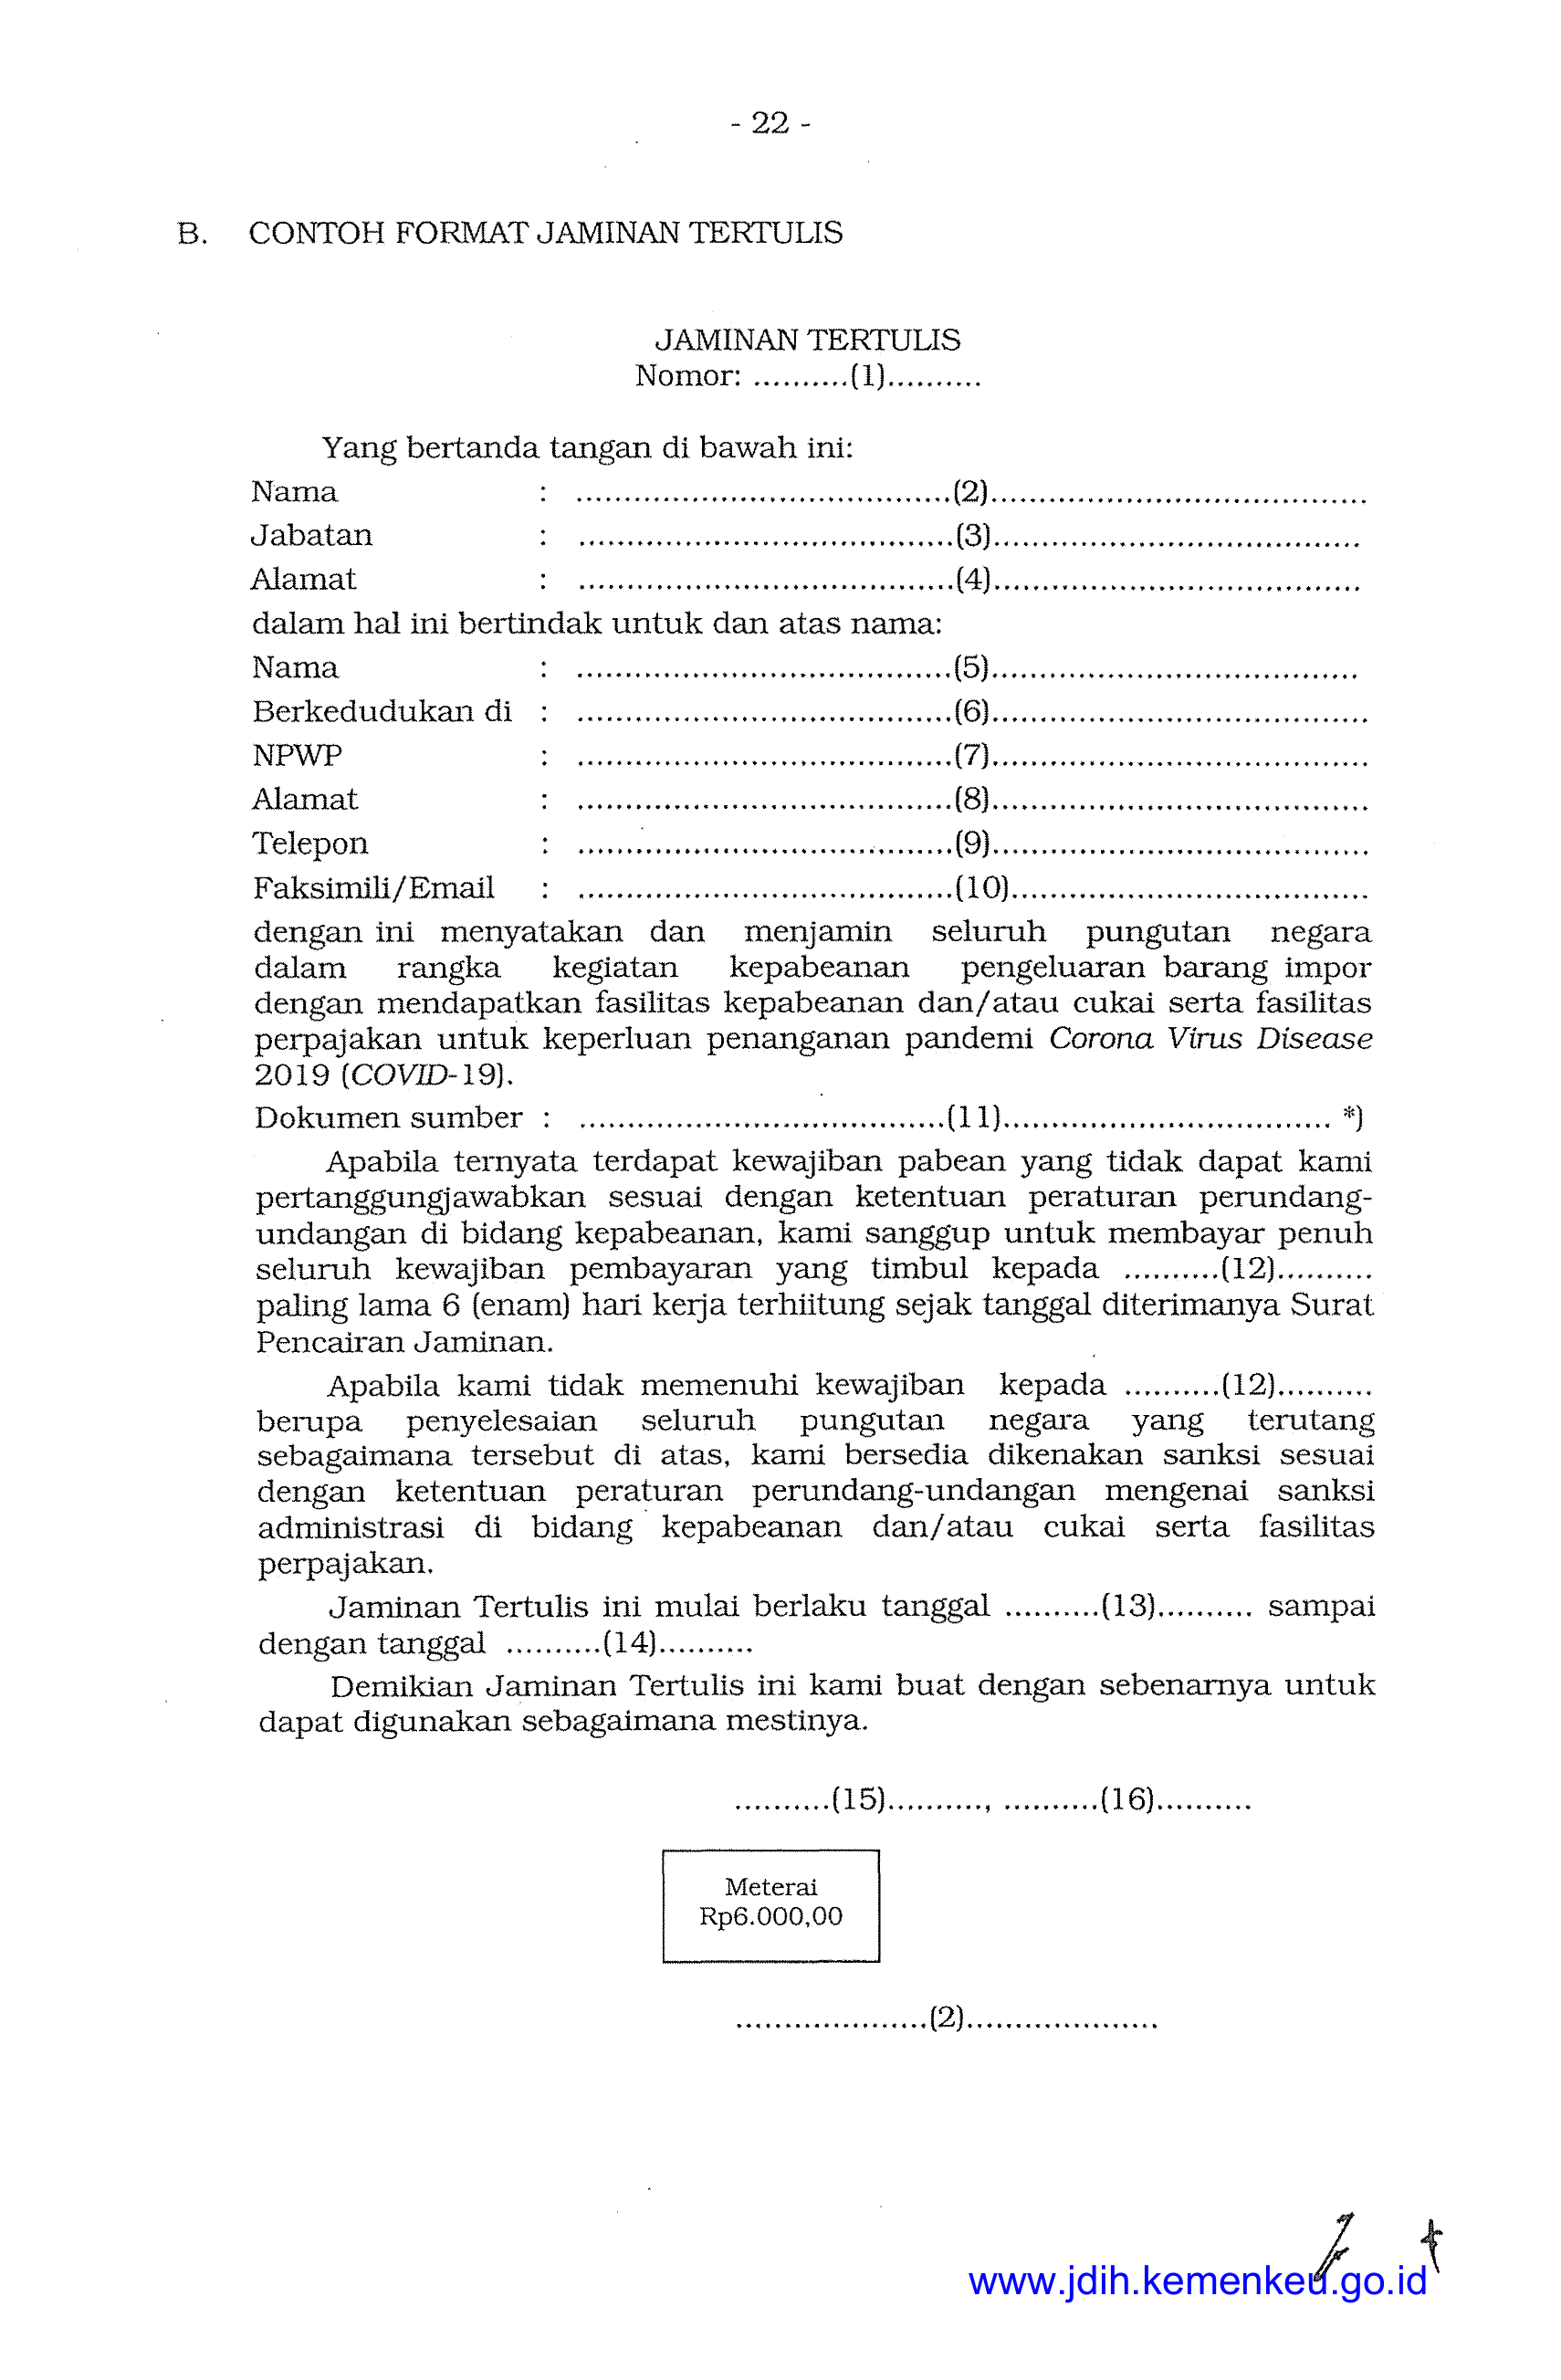 - 22 -
B. CONTOH FORMAT JAMINAN TERTULIS
JAMINAN TERTULIS
Nomor: ..........(1)..........
Yang bertanda tangan di bawah ini:
Nama : .......................................(2).......................................
Jabatan : .......................................(3).......................................
Alamat : .......................................(4).......................................
dalam hal ini bertindak untuk dan atas nama:
Nama : .......................................(5).......................................
Berkedudukan di : .......................................(6).......................................
NPWP : .......................................(7).......................................
Alamat : .......................................(8).......................................
Telepon : .......................................(9).......................................
Faksimili/Email : .......................................(10).....................................
dengan ini menyatakan dan menjamin seluruh pungutan negara
dalam rangka kegiatan kepabeanan pengeluaran barang impor
dengan mendapatkan fasilitas kepabeanan dan/atau cukai serta fasilitas
perpajakan untuk keperluan penanganan pandemi Corona Virus Disease
2019 (COVID-19).
Dokumen sumber : ......................................(11).................................. *)
Apabila ternyata terdapat kewajiban pabean yang tidak dapat kami
pertanggungjawabkan sesuai dengan ketentuan peraturan perundang-
undangan di bidang kepabeanan, kami sanggup untuk membayar penuh
seluruh kewajiban pembayaran yang timbul kepada ..........(12)..........
paling lama 6 (enam) hari kerja terhiitung sejak tanggal diterimanya Surat
Pencairan Jaminan.
Apabila kami tidak memenuhi kewajiban kepada ..........(12)..........
berupa penyelesaian seluruh pungutan negara yang terutang
sebagaimana tersebut di atas, kami bersedia dikenakan sanksi sesuai
dengan ketentuan peraturan perundang-undangan mengenai sanksi
administrasi di bidang kepabeanan dan/atau cukai serta fasilitas
perpajakan.
Jaminan Tertulis ini mulai berlaku tanggal ..........(13).......... sampai
dengan tanggal ..........(14)..........
Demikian Jaminan Tertulis ini kami buat dengan sebenarnya untuk
dapat digunakan sebagaimana mestinya.
..........(15).........., ..........(16)..........
Meterai
Rp6.000,00
....................(2)....................
www.jdih.kemenkeu.go.id